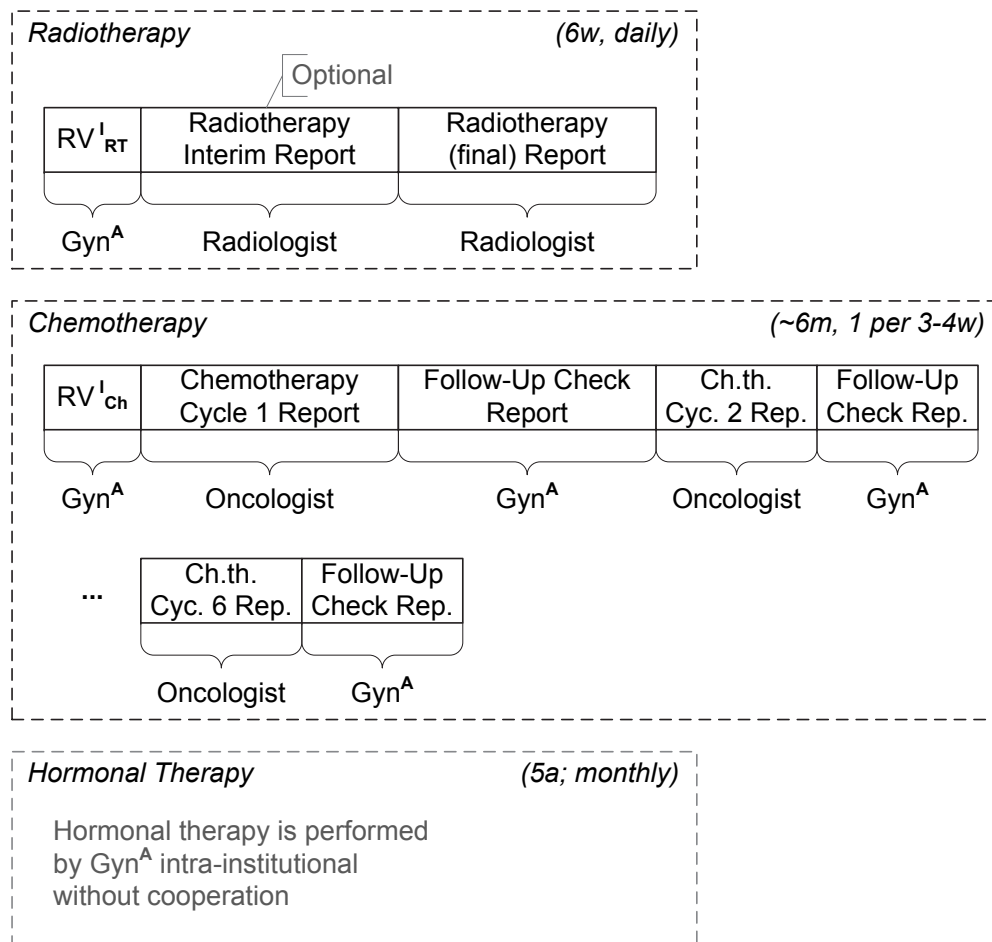 Radiotherapy (6w, daily)
Optional
RV I RT
Radiotherapy Interim Report
Radiotherapy (final) Report
Gyn A Radiologist Radiologist
Chemotherapy (~6m, 1 per 3-4w)
RV I Ch
Chemotherapy Cycle 1 Report
Follow-Up Check Report
Ch.th. Cyc. 2 Rep.
Follow-Up Check Rep.
Gyn A Oncologist Gyn A Oncologist Gyn A
...
Ch.th. Cyc. 6 Rep.
Follow-Up Check Rep.
Oncologist Gyn A
Hormonal Therapy (5a; monthly)
Hormonal therapy is performed
by Gyn A intra-institutional
without cooperation